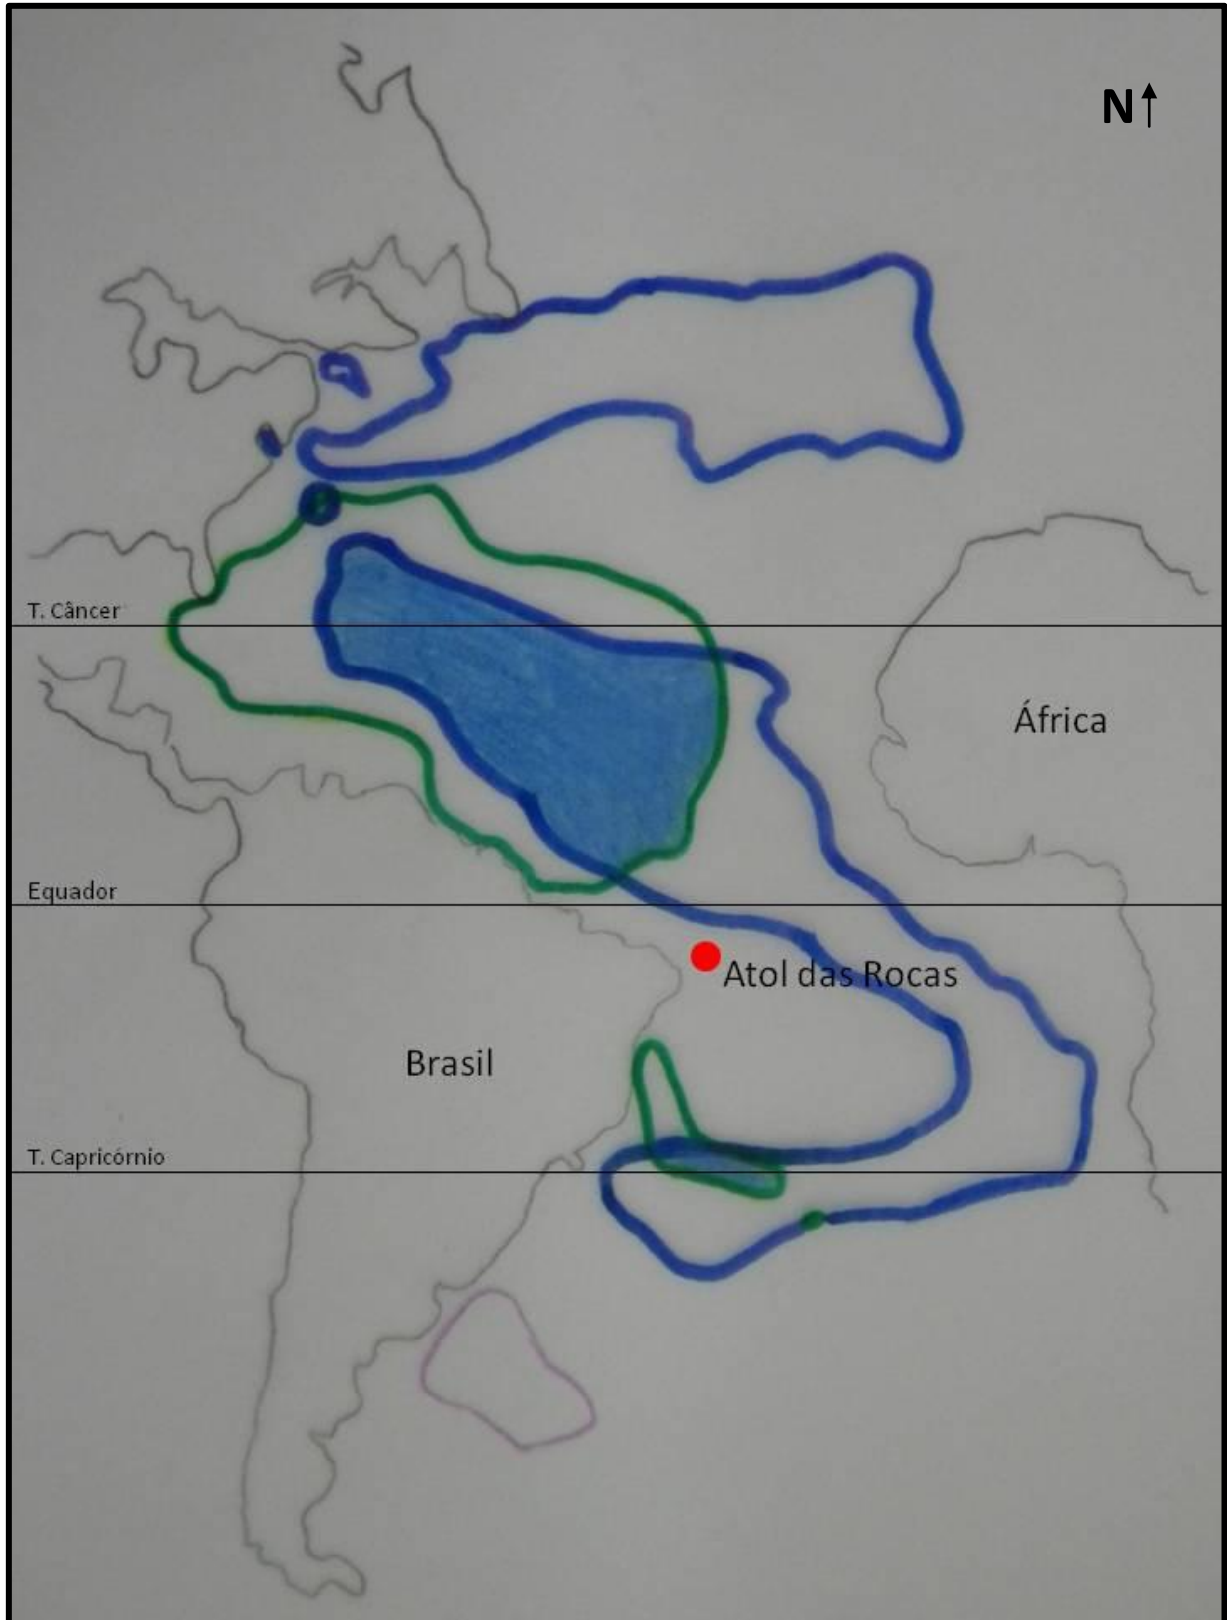 N↑
T. Câncer
África
Equador
Atol das Rocas
Brasil
T. Capricórnio